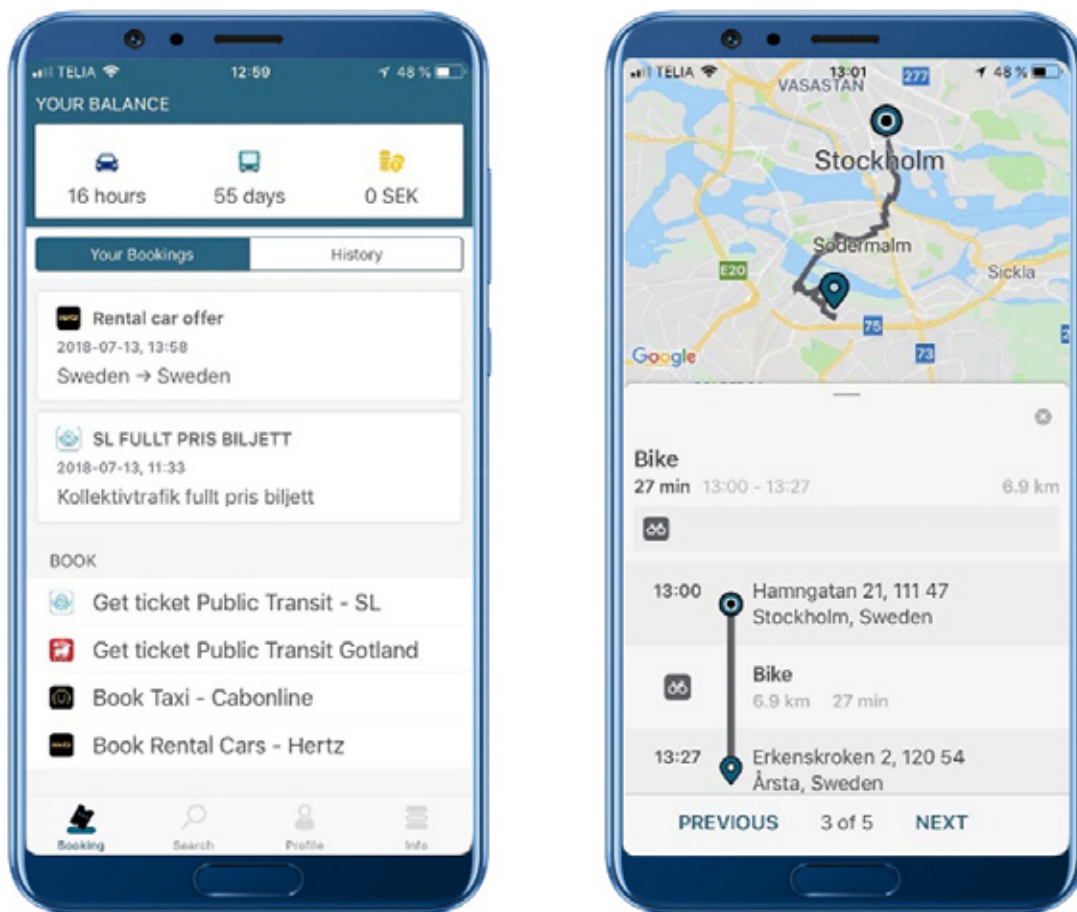 TELIA 12:59 48 %
YOUR BALANCE
16 hours 55 days 0 SEK
Your Bookings History
Rental car offer
2018-07-13, 13:58
Sweden → Sweden
SL FULLT PRIS BILJETT
2018-07-13, 11:33
Kollektivtrafik fullt pris biljett
BOOK
Get ticket Public Transit - SL
Get ticket Public Transit Gotland
Book Taxi - Cabonline
Book Rental Cars - Hertz
Booking Search Profile Info
TELIA 13:01 48 %
VASASTAN 277
Stockholm
Södermalm
E20 Sickla
75
73
Google
Bike
27 min 13:00 - 13:27 6.9 km
13:00 Hamngatan 21, 111 47
Stockholm, Sweden
Bike
6.9 km 27 min
13:27 Erkenskroken 2, 120 54
Årsta, Sweden
PREVIOUS 3 of 5 NEXT